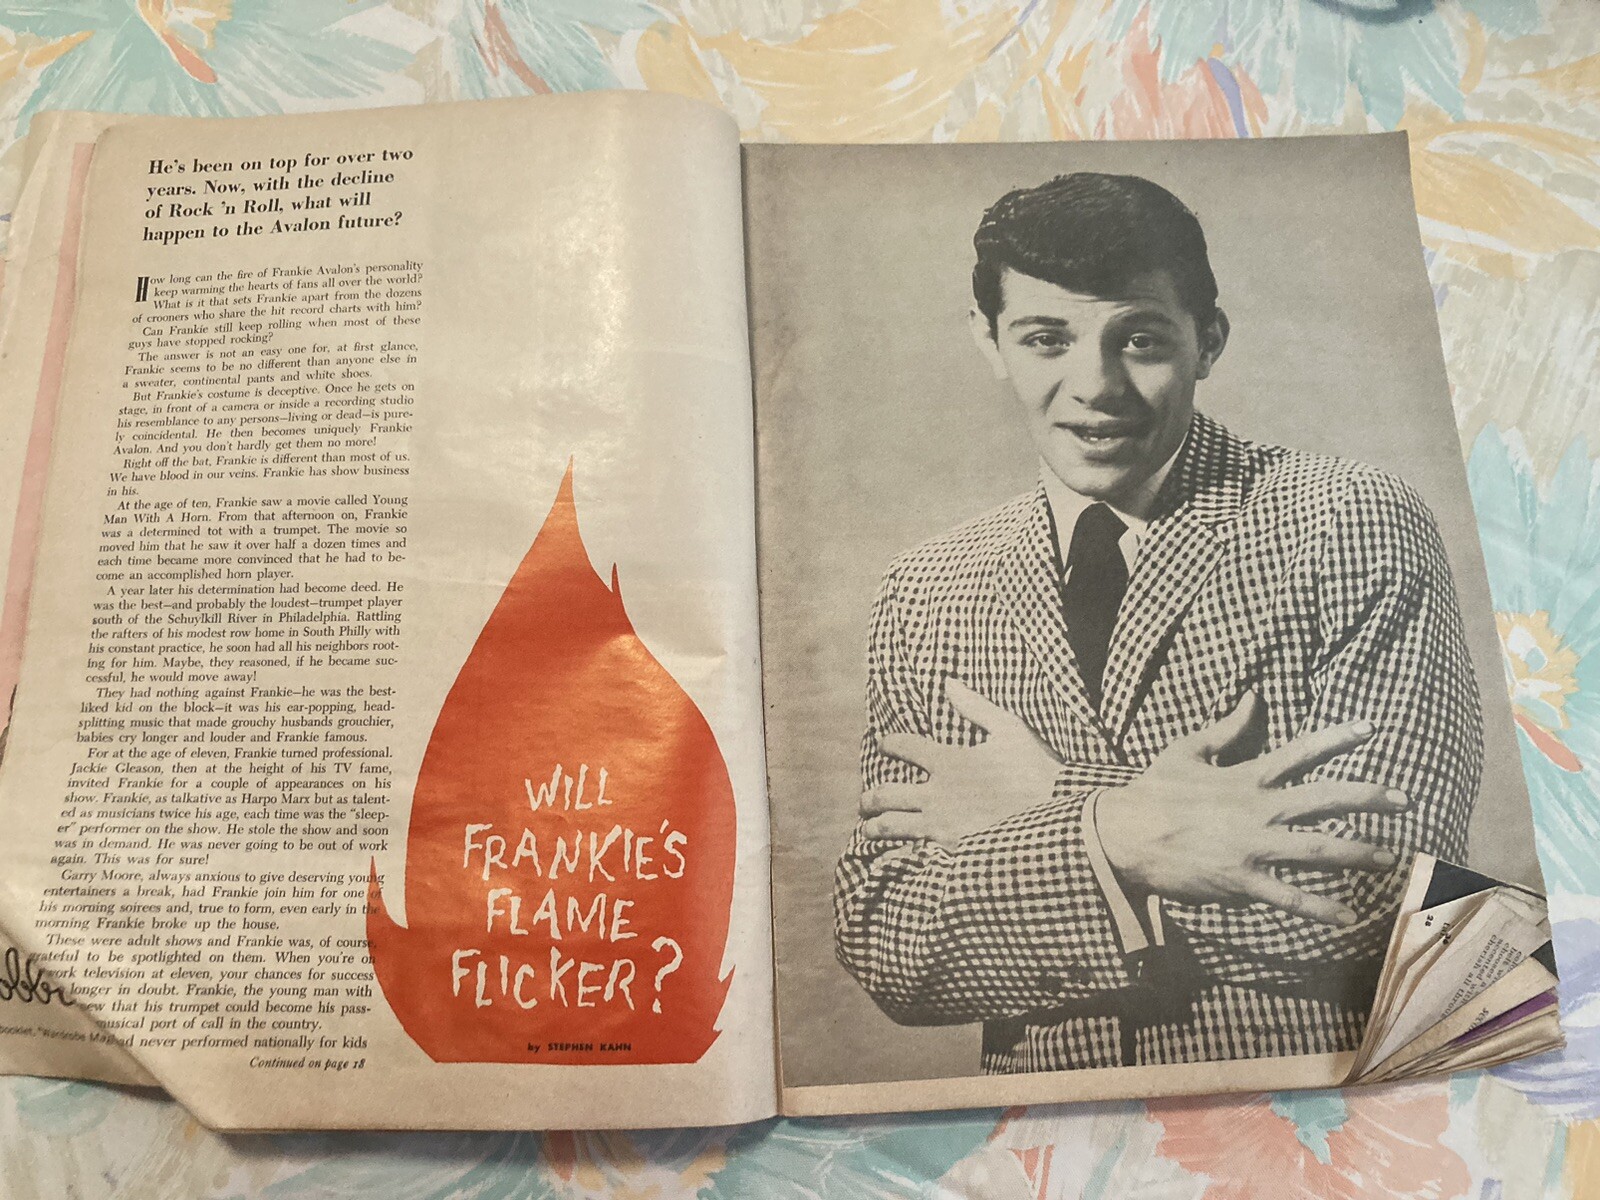 He's been on top for over two
years. Now, with the decline
of Rock 'n Roll, what will
happen to the Avalon future?
How long can the fire of Frankie Avalon's personality
keep warming the hearts of fans all over the world?
What is it that sets Frankie apart from the dozens
of crooners who share the hit record charts with him?
Can Frankie still keep rolling when most of these
guys have stopped rocking?
The answer is not an easy one for, at first glance,
Frankie seems to be no different than anyone else in
a sweater, continental pants and white shoes.
But Frankie's costume is deceptive. Once he gets on
stage, in front of a camera or inside a recording studio
his resemblance to any persons—living or dead—is pure-
ly coincidental. He then becomes uniquely Frankie
Avalon. And you don't hardly get them no more!
Right off the bat, Frankie is different than most of us.
We have blood in our veins. Frankie has show business
in his.
At the age of ten, Frankie saw a movie called Young
Man With A Horn. From that afternoon on, Frankie
was a determined tot with a trumpet. The movie so
moved him that he saw it over half a dozen times and
each time became more convinced that he had to be-
come an accomplished horn player.
A year later his determination had become deed. He
was the best—and probably the loudest—trumpet player
south of the Schuylkill River in Philadelphia. Rattling
the rafters of his modest row home in South Philly with
his constant practice, he soon had all his neighbors root-
ing for him. Maybe, they reasoned, if he became suc-
cessful, he would move away!
They had nothing against Frankie—he was the best-
liked kid on the block—it was his ear-popping, head-
splitting music that made grouchy husbands grouchier,
babies cry longer and louder and Frankie famous.
For at the age of eleven, Frankie turned professional.
Jackie Gleason, then at the height of his TV fame,
invited Frankie for a couple of appearances on his
show. Frankie, as talkative as Harpo Marx but as talent-
ed as musicians twice his age, each time was the "sleep-
er" performer on the show. He stole the show and soon
was in demand. He was never going to be out of work
again. This was for sure!
Garry Moore, always anxious to give deserving young
entertainers a break, had Frankie join him for one of
his morning soirees and, true to form, even early in the
morning Frankie broke up the house.
These were adult shows and Frankie was, of course,
grateful to be spotlighted on them. When you're on
work television at eleven, your chances for success
longer in doubt. Frankie, the young man with
new that his trumpet could become his pass-
musical port of call in the country.
ad never performed nationally for kids
Continued on page 18
booklet, "Wardrobe Ma
WILL
FRANKIE'S
FLAME
FLICKER?
by STEPHEN KAHN